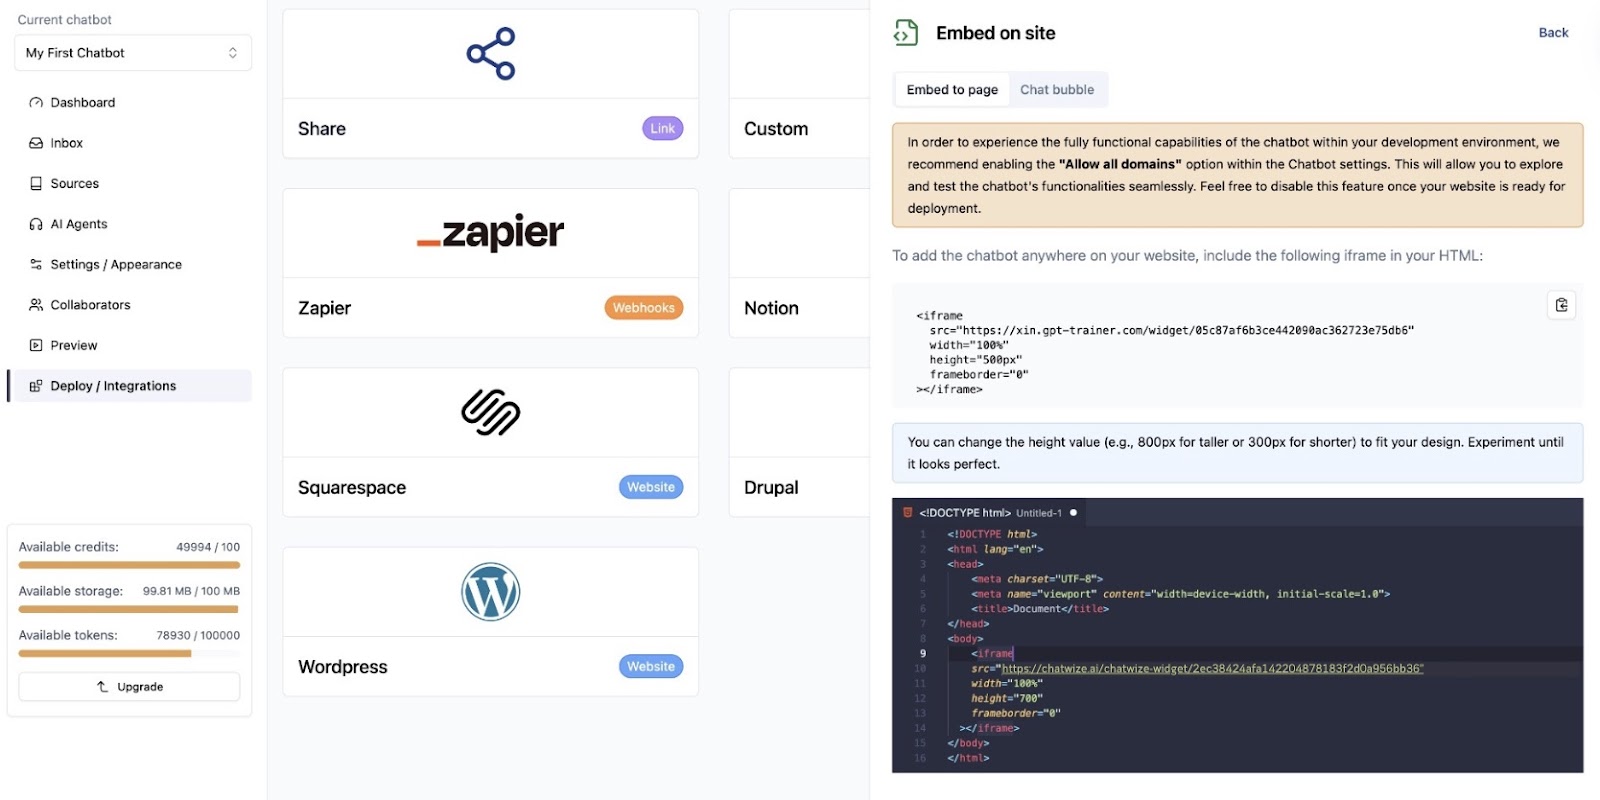 Current chatbot
My First Chatbot
Dashboard
Inbox
Sources
AI Agents
Settings / Appearance
Collaborators
Preview
Deploy / Integrations
Available credits: 49994 / 100
Available storage: 99.81 MB / 100 MB
Available tokens: 78930 / 100000
Upgrade
Share Link
Custom
_zapier
Zapier Webhooks
Notion
Squarespace Website
Drupal
Wordpress Website
Embed on site
Back
Embed to page
Chat bubble
In order to experience the fully functional capabilities of the chatbot within your development environment, we
recommend enabling the "Allow all domains" option within the Chatbot settings. This will allow you to explore
and test the chatbot's functionalities seamlessly. Feel free to disable this feature once your website is ready for
deployment.
To add the chatbot anywhere on your website, include the following iframe in your HTML:
<iframe
src="https://xin.gpt-trainer.com/widget/05c87af6b3ce442090ac362723e75db6"
width="100%"
height="500px"
frameborder="0"
></iframe>
You can change the height value (e.g., 800px for taller or 300px for shorter) to fit your design. Experiment until
it looks perfect.
<!DOCTYPE html> Untitled-1
1 <!DOCTYPE html>
2 <html lang="en">
3 <head>
4 <meta charset="UTF-8">
5 <meta name="viewport" content="width=device-width, initial-scale=1.0">
6 <title>Document</title>
7 </head>
8 <body>
9 <iframe
10 src="https://chatwize.ai/chatwize-widget/2ec38424afa142204878183f2d0a956bb36"
11 width="100%"
12 height="700"
13 frameborder="0"
14 ></iframe>
15 </body>
16 </html>